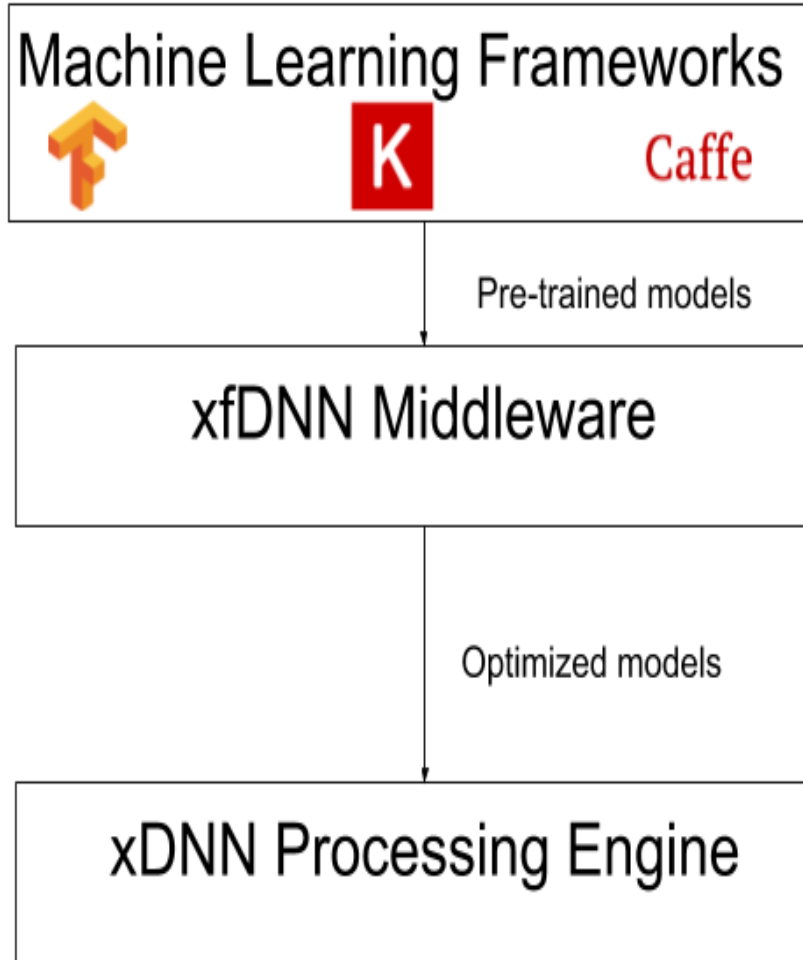 Machine Learning Frameworks
K
Caffe
Pre-trained models
xfDNN Middleware
Optimized models
xDNN Processing Engine